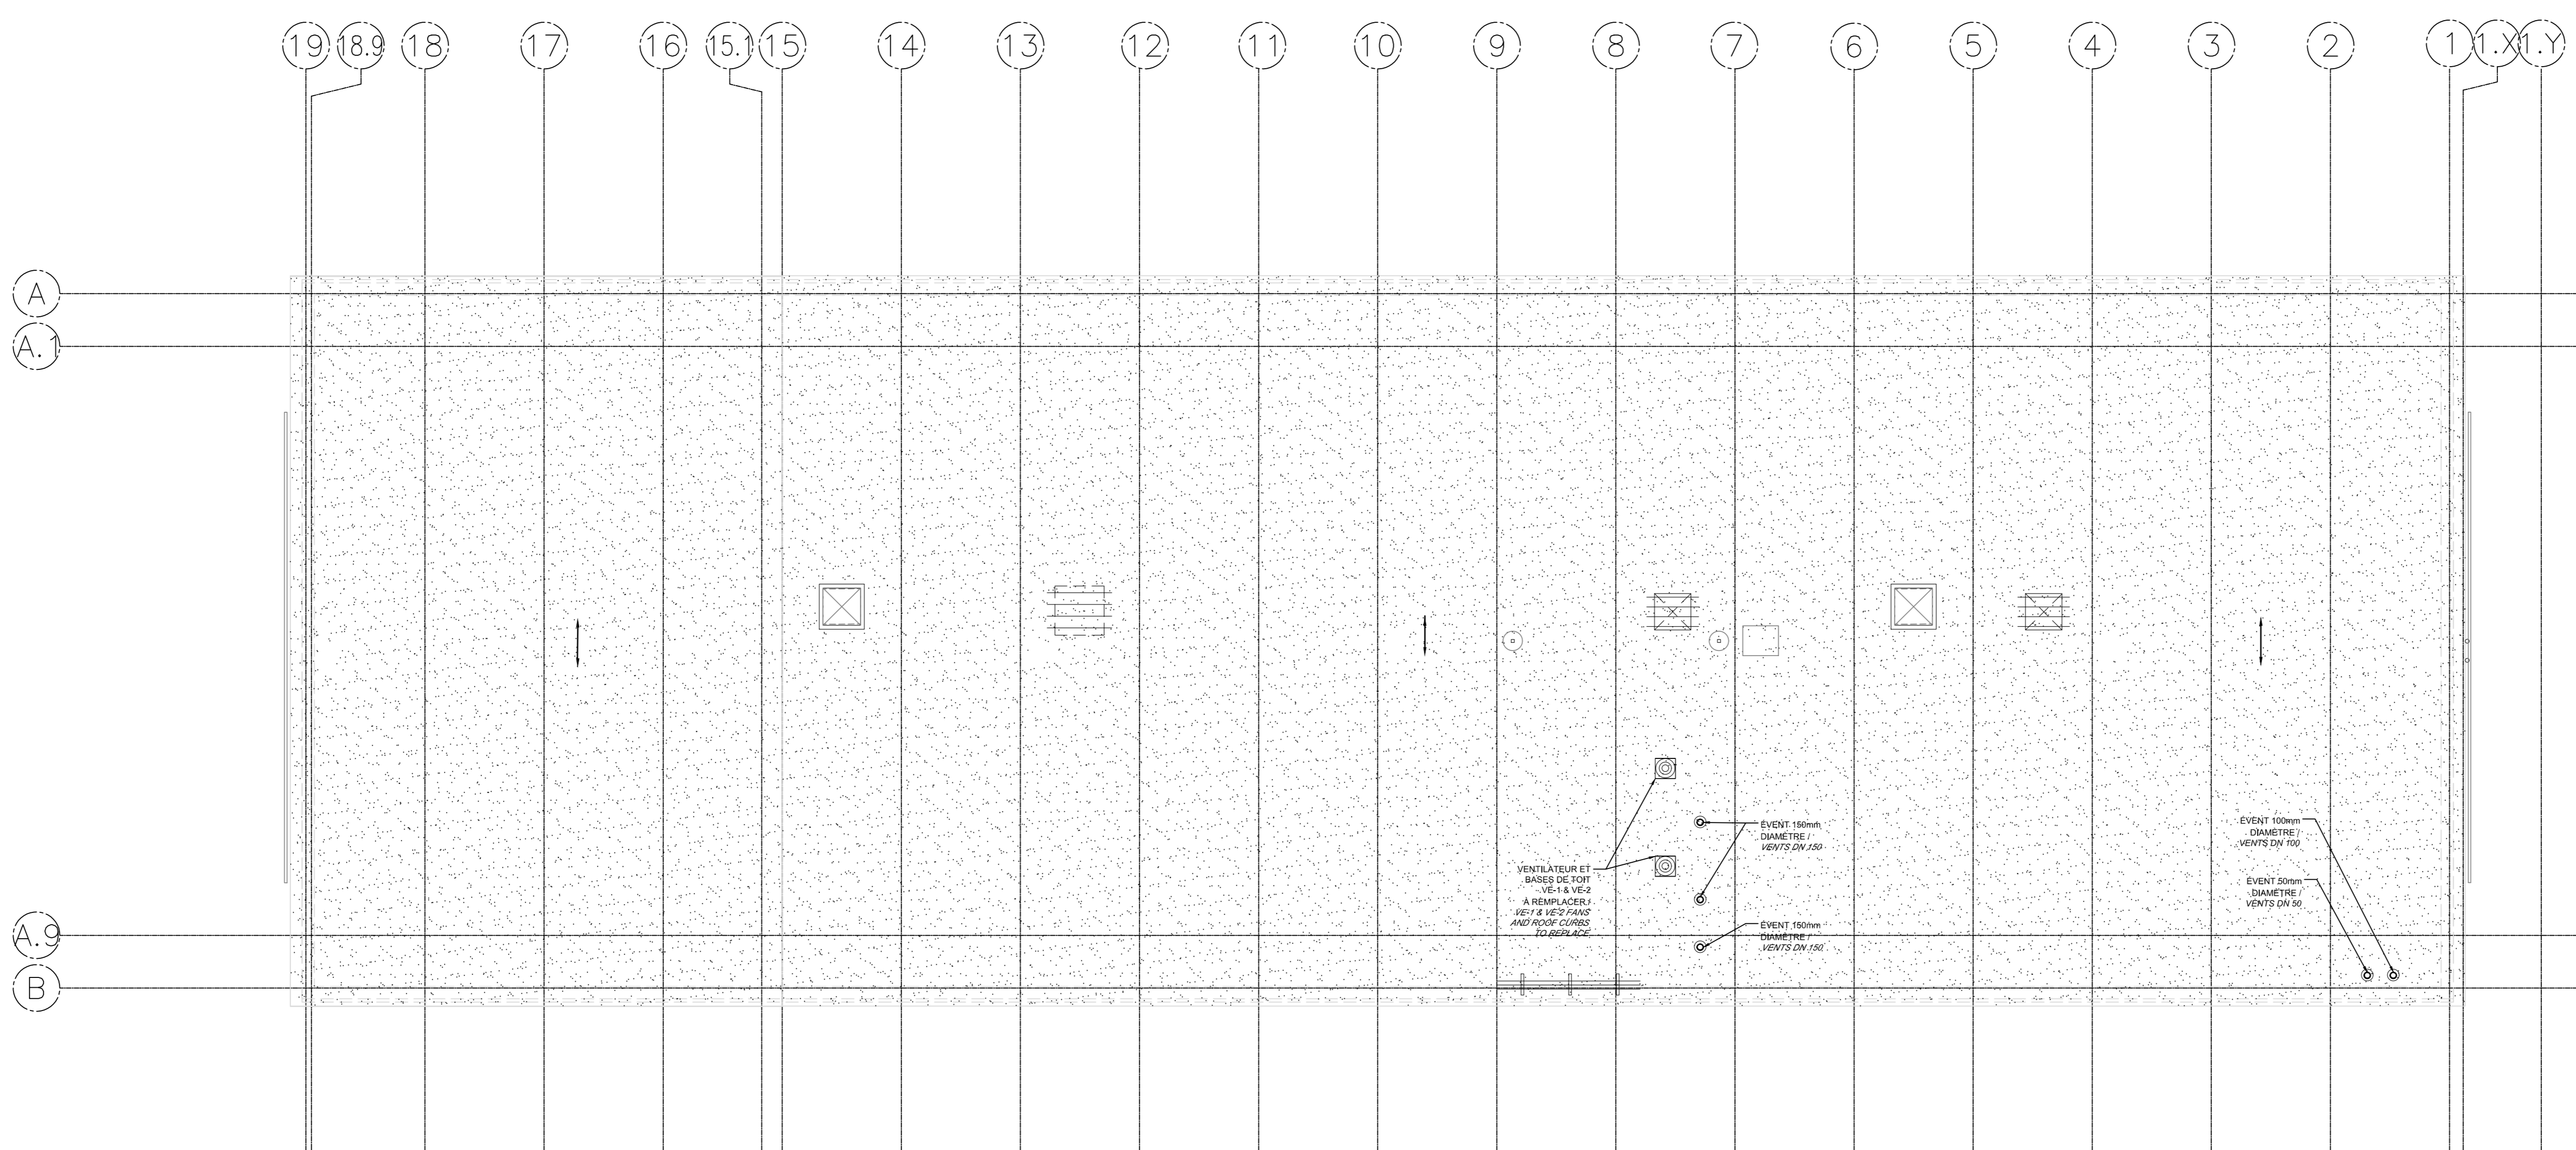 19
18.9
18
17
16
15.1
15
14
13
12
11
10
9
8
7
6
5
4
3
2
1
1.X
1.Y
A
A.1
A.9
B
VENTILATEUR ET
BASES DE TOIT
VÉ-1 & VÉ-2
À REMPLACER /
VE-1 & VE-2 FANS
AND ROOF CURBS
TO REPLACE
ÉVENT 150mm
DIAMÈTRE /
VENTS DN 150
ÉVENT 150mm
DIAMÈTRE /
VENTS DN 150
ÉVENT 100mm
DIAMÈTRE /
VENTS DN 100
ÉVENT 50mm
DIAMÈTRE /
VENTS DN 50